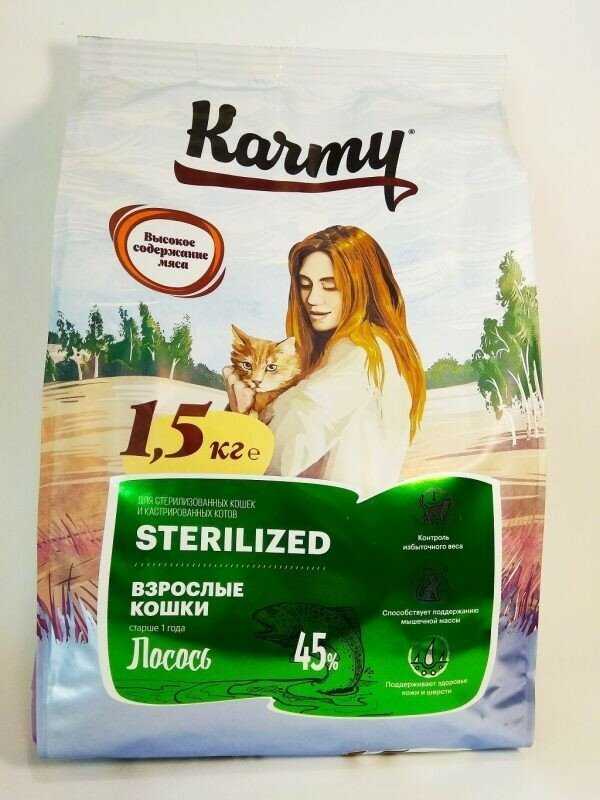 Karmy®
Высокое
содержание
мяса
1,5 кг е
ДЛЯ СТЕРИЛИЗОВАННЫХ КОШЕК
И КАСТРИРОВАННЫХ КОТОВ
STERILIZED
ВЗРОСЛЫЕ
КОШКИ
старше 1 года
Лосось
45%
Контроль
избыточного веса
Способствует поддержанию
мышечной массы
Поддерживает здоровье
кожи и шерсти